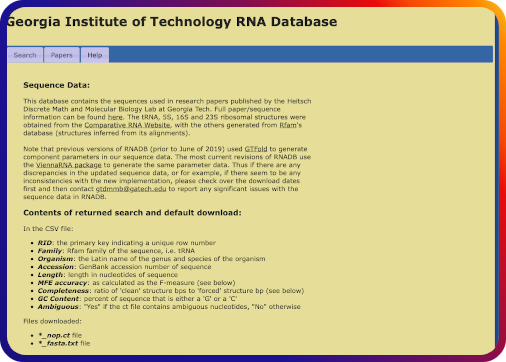 Georgia Institute of Technology RNA Database
Search Papers Help
Sequence Data:
This database contains the sequences used in research papers published by the Heitsch
Discrete Math and Molecular Biology Lab at Georgia Tech. Full paper/sequence
information can be found here. The tRNA, 5S, 16S and 23S ribosomal structures were
obtained from the Comparative RNA Website, with the others generated from Rfam's
database (structures inferred from its alignments).
Note that previous versions of RNADB (prior to June of 2019) used GTFold to generate
component parameters in our sequence data. The most current revisions of RNADB use
the ViennaRNA package to generate the same parameter data. Thus if there are any
discrepancies in the updated sequence data, or for example, if there seem to be any
inconsistencies with the new implementation, please check over the download dates
first and then contact gtdmmb@gatech.edu to report any significant issues with the
sequence data in RNADB.
Contents of returned search and default download:
In the CSV file:
• RID: the primary key indicating a unique row number
• Family: Rfam family of the sequence, i.e. tRNA
• Organism: the Latin name of the genus and species of the organism
• Accession: GenBank accession number of sequence
• Length: length in nucleotides of sequence
• MFE accuracy: as calculated as the F-measure (see below)
• Completeness: ratio of 'clean' structure bps to 'forced' structure bp (see below)
• GC Content: percent of sequence that is either a 'G' or a 'C'
• Ambiguous: "Yes" if the ct file contains ambiguous nucleotides, "No" otherwise
Files downloaded:
• *_nop.ct file
• *_fasta.txt file